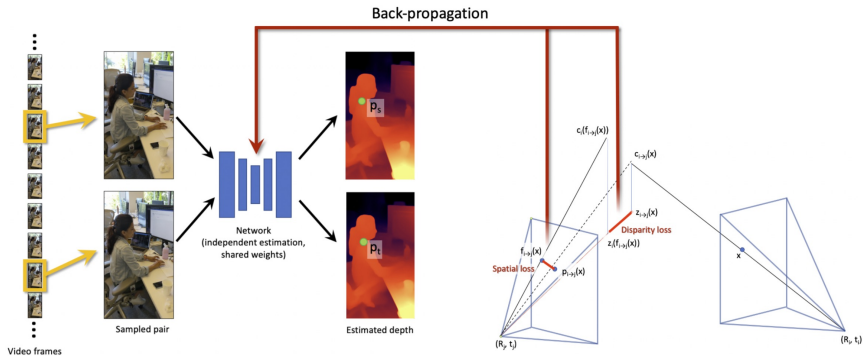 Back-propagation
p_s
p_t
Network
(independent estimation,
shared weights)
Video frames
Sampled pair
Estimated depth
c_i(f_{i→j}(x))
c_{i→j}(x)
z_{i→j}(x)
Disparity loss
z_i(f_{i→j}(x))
f_{i→j}(x)
Spatial loss
p_{i→j}(x)
x
(R_j, t_j)
(R_i, t_i)